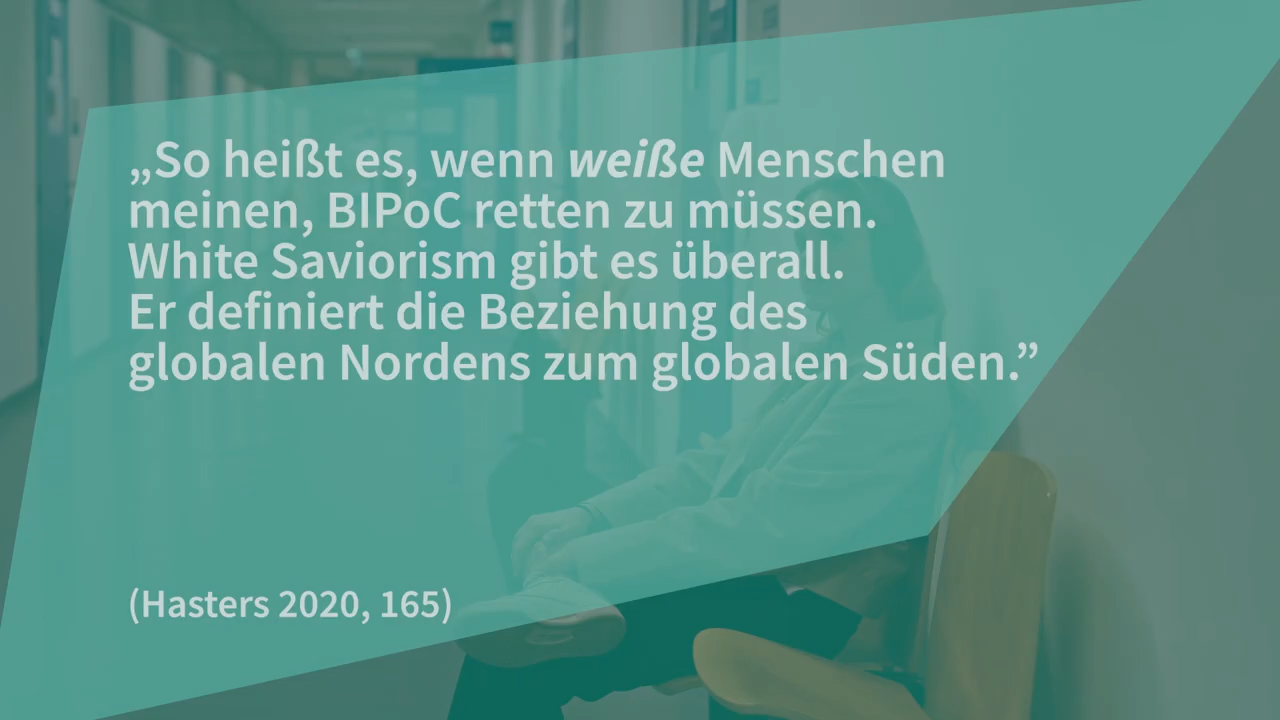 „So heißt es, wenn weiße Menschen
meinen, BIPoC retten zu müssen.
White Saviorism gibt es überall.
Er definiert die Beziehung des
globalen Nordens zum globalen Süden.”
(Hasters 2020, 165)